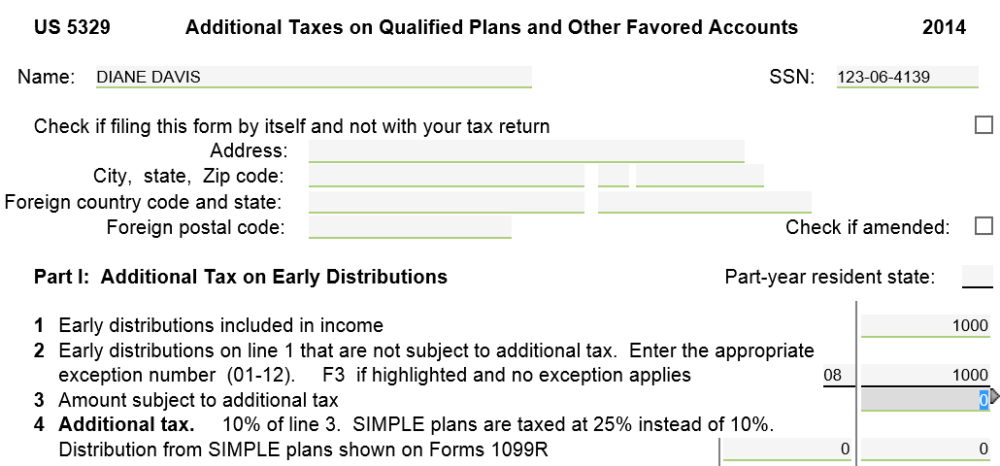 US 5329 Additional Taxes on Qualified Plans and Other Favored Accounts 2014
Name: DIANE DAVIS SSN: 123-06-4139
Check if filing this form by itself and not with your tax return
Address:
City, state, Zip code:
Foreign country code and state:
Foreign postal code: Check if amended:
Part I: Additional Tax on Early Distributions Part-year resident state:
1 Early distributions included in income 1000
2 Early distributions on line 1 that are not subject to additional tax. Enter the appropriate
exception number (01-12). F3 if highlighted and no exception applies 08 1000
3 Amount subject to additional tax 0
4 Additional tax. 10% of line 3. SIMPLE plans are taxed at 25% instead of 10%.
Distribution from SIMPLE plans shown on Forms 1099R 0 0